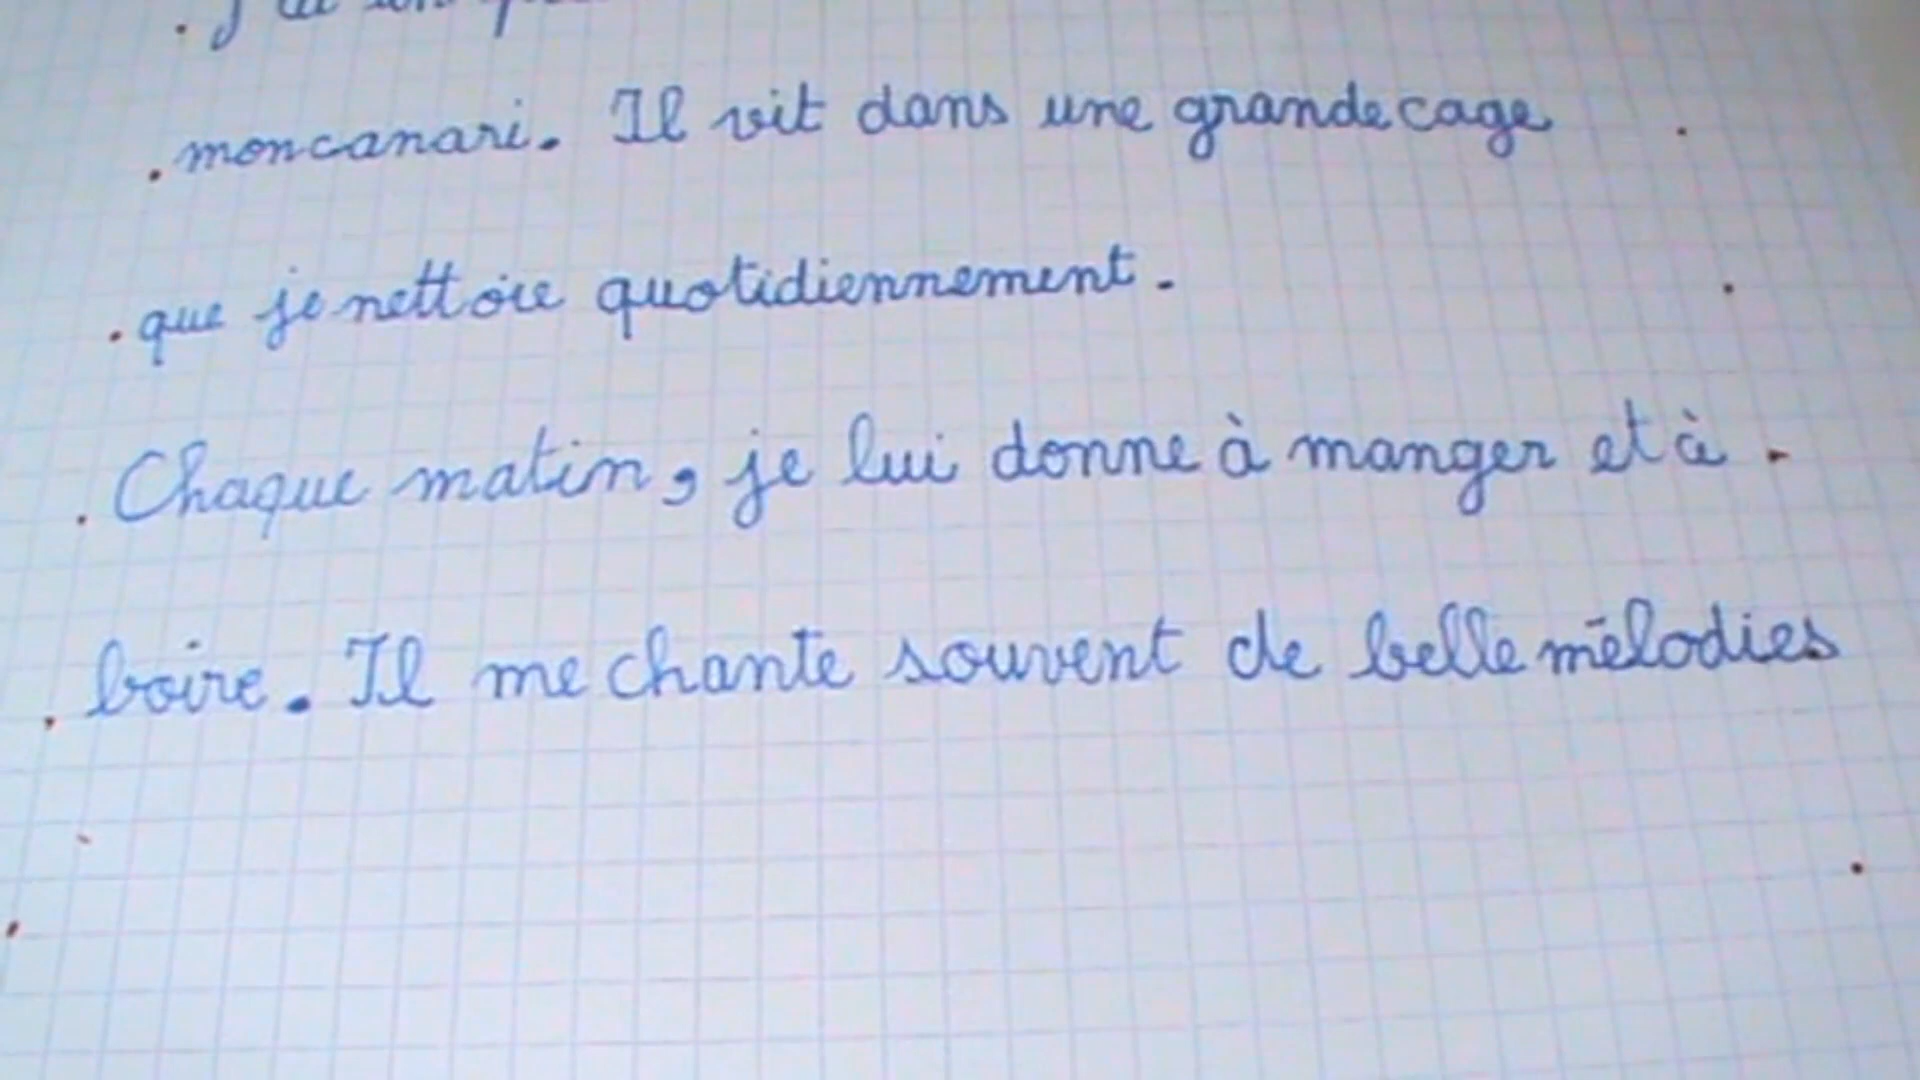 moncanari. Il vit dans une grande cage
que je nettoie quotidiennement.
Chaque matin, je lui donne à manger et à
boire. Il me chante souvent de belle mélodies